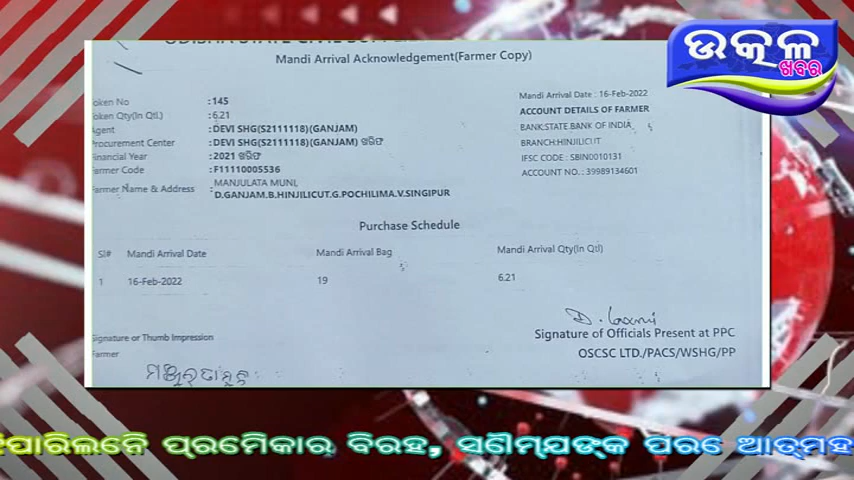 ଉତ୍କଳ
ଖବର
Mandi Arrival Acknowledgement(Farmer Copy)
Token No :145
Token Qty(In Qtl.) :6.21
Agent :DEVI SHG(S2111118)(GANJAM)
Procurement Center :DEVI SHG(S2111118)(GANJAM) ଖରିଫ
Financial Year :2021 ଖରିଫ
Farmer Code :F11110005536
Farmer Name & Address : MANJULATA MUNI,
D.GANJAM.B.HINJILICUT.G.POCHILIMA.V.SINGIPUR
Mandi Arrival Date : 16-Feb-2022
ACCOUNT DETAILS OF FARMER
BANK:STATE BANK OF INDIA
BRANCH:HINJILICUT
IFSC CODE : SBIN0010131
ACCOUNT NO. : 39989134601
Purchase Schedule
Sl# Mandi Arrival Date Mandi Arrival Bag Mandi Arrival Qty(In Qtl)
1 16-Feb-2022 19 6.21
Signature or Thumb Impression
Farmer
Signature of Officials Present at PPC
OSCSC LTD./PACS/WSHG/PP
ପ୍ରେମିକାର ବିରହ, ପରେ